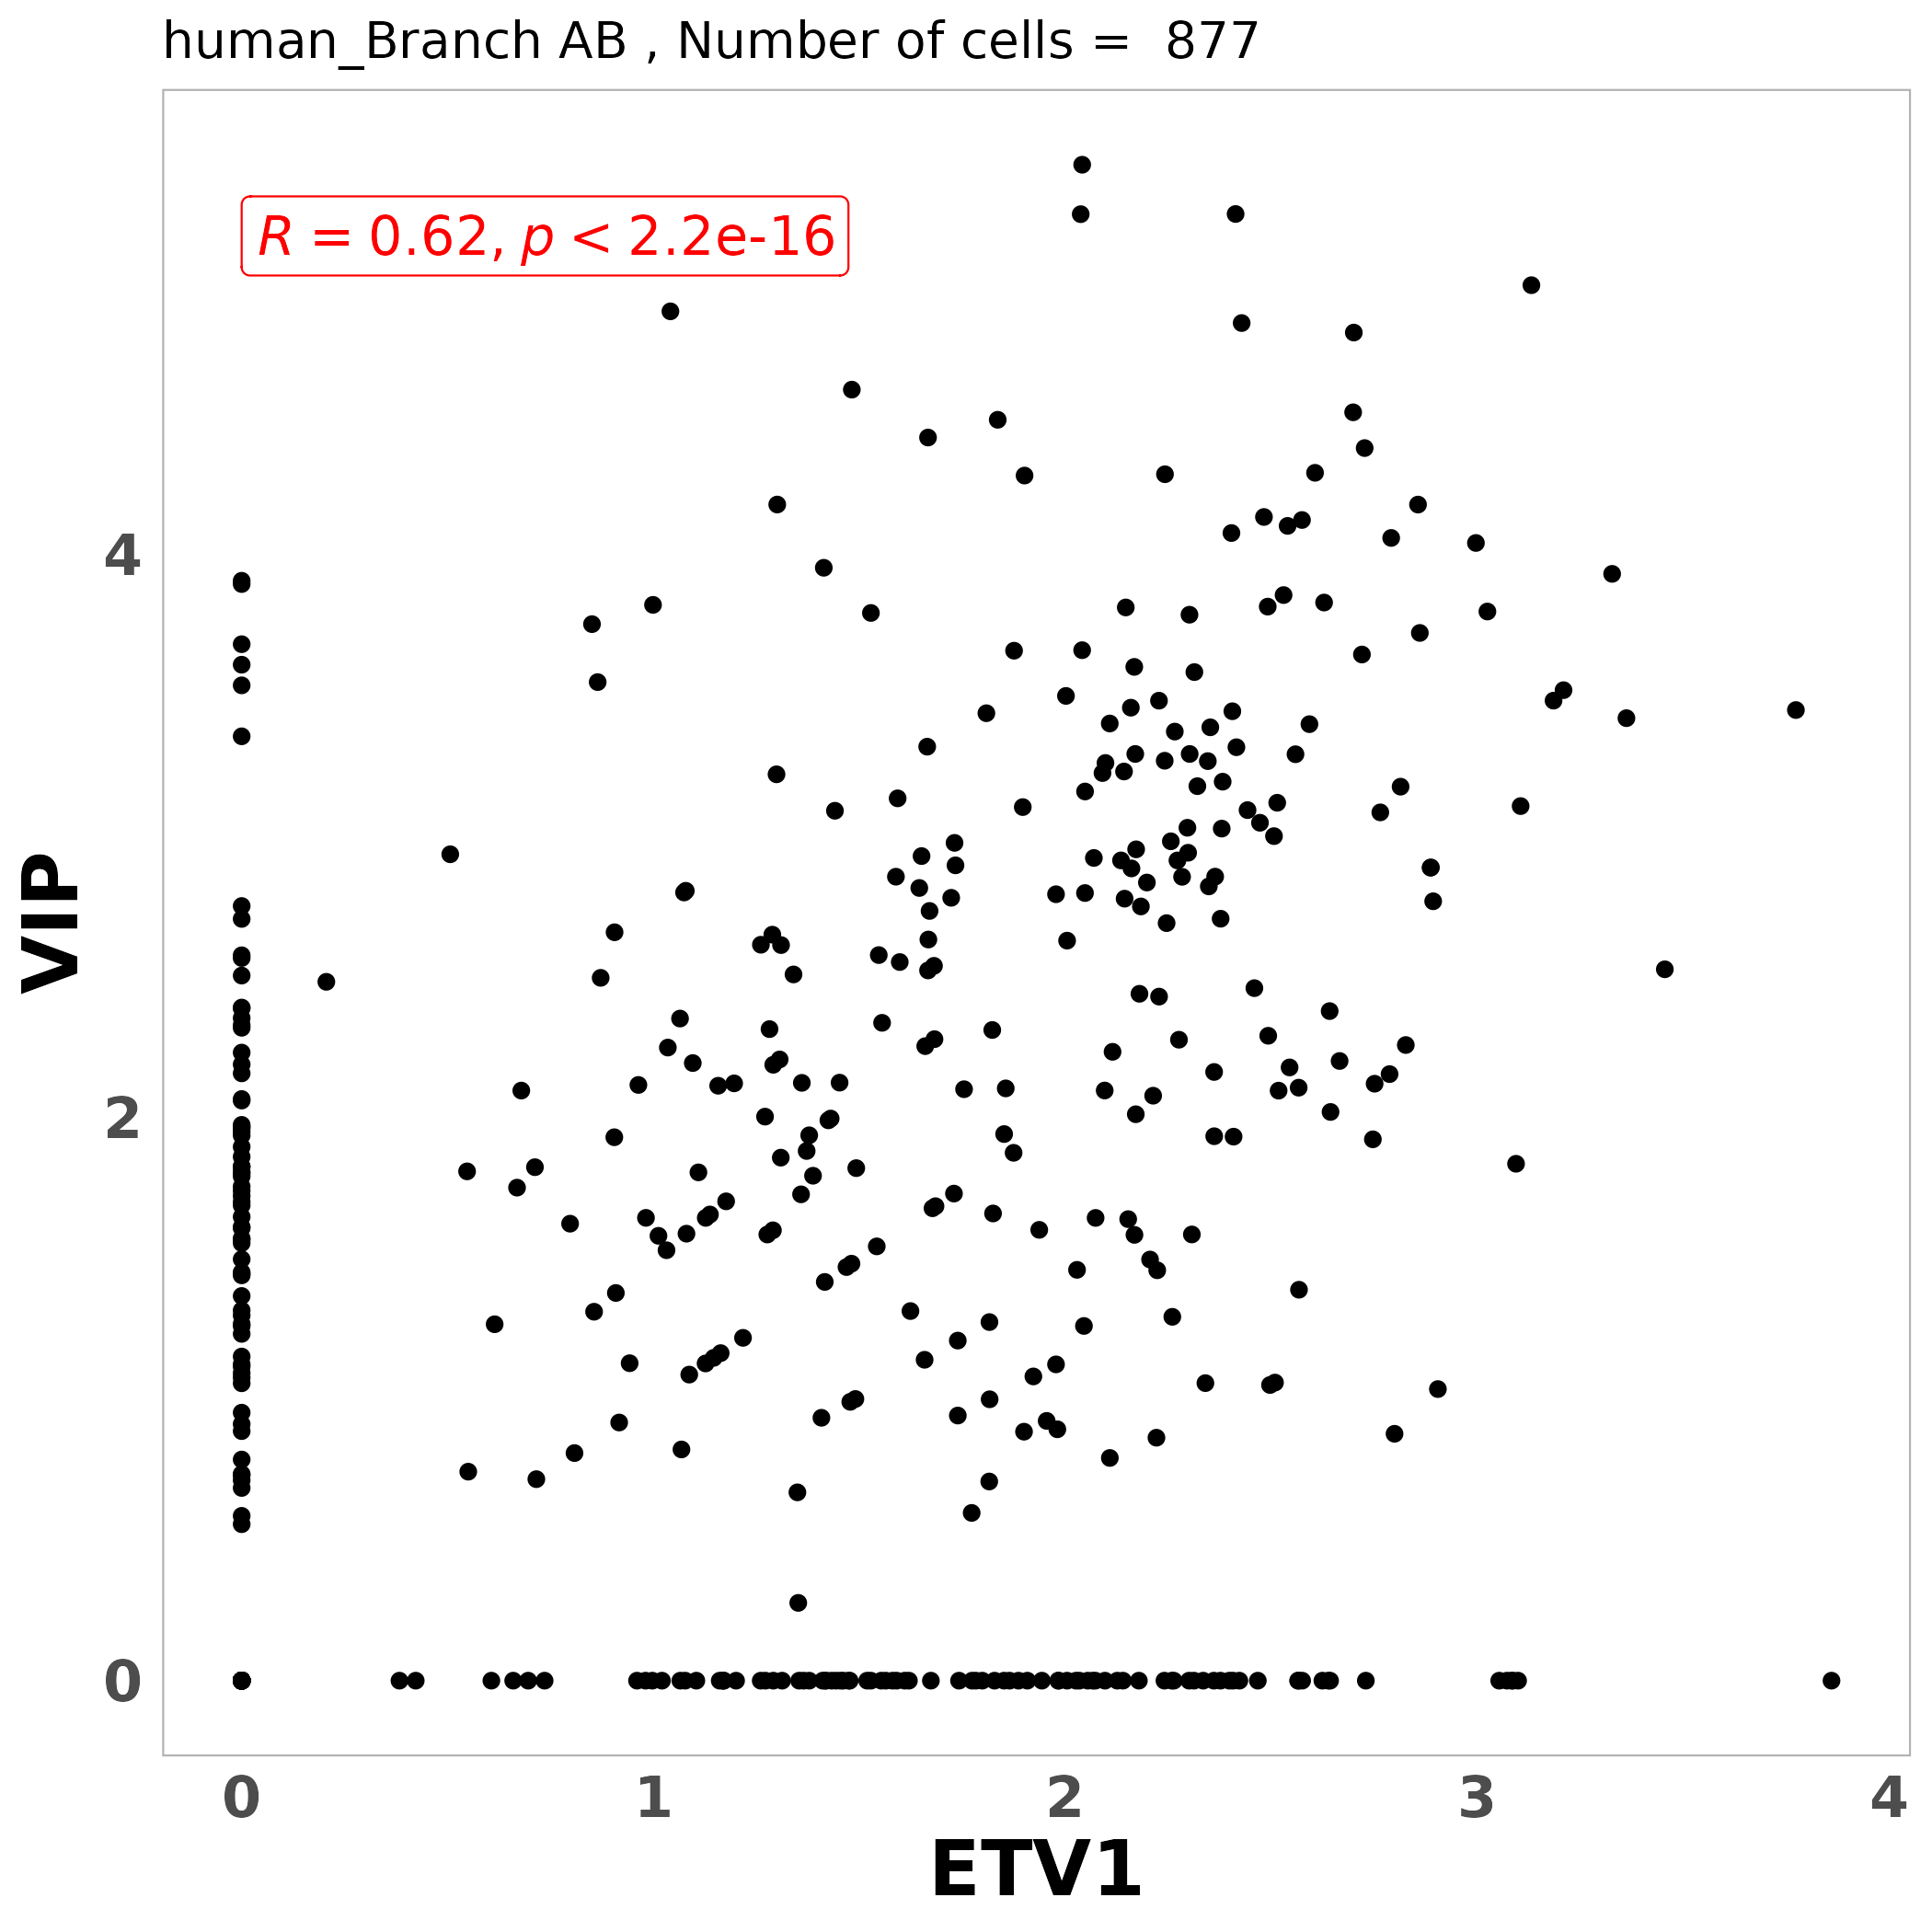 human_Branch AB , Number of cells =  877
R = 0.62, p < 2.2e-16
4
2
0
VIP
0 1 2 3 4
ETV1